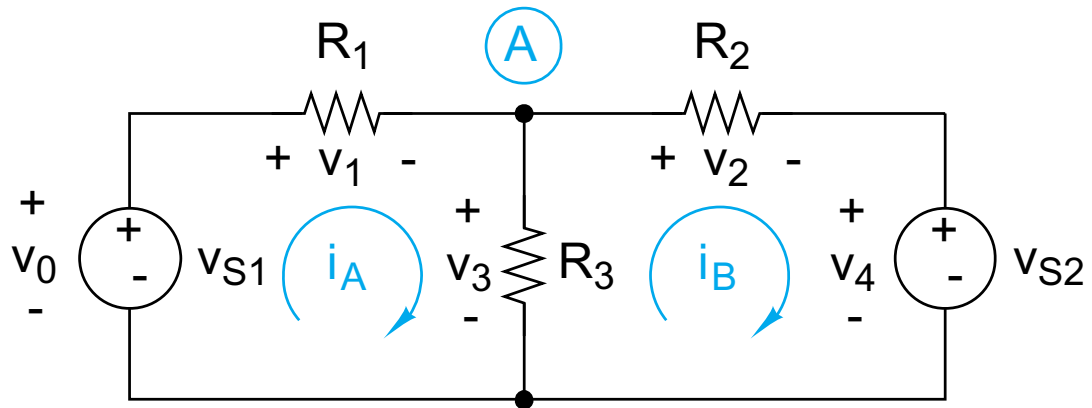 A
R1 R2
+ v1 - + v2 -
+ + + + +
v0 - vS1 iA v3 R3 iB v4 - vS2
- - -